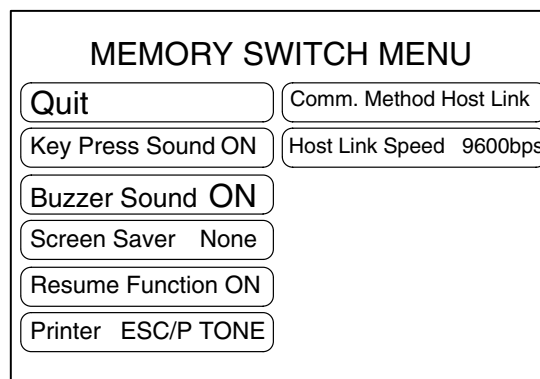 MEMORY SWITCH MENU
Quit
Key Press Sound ON
Buzzer Sound ON
Screen Saver None
Resume Function ON
Printer ESC/P TONE
Comm. Method Host Link
Host Link Speed 9600bps